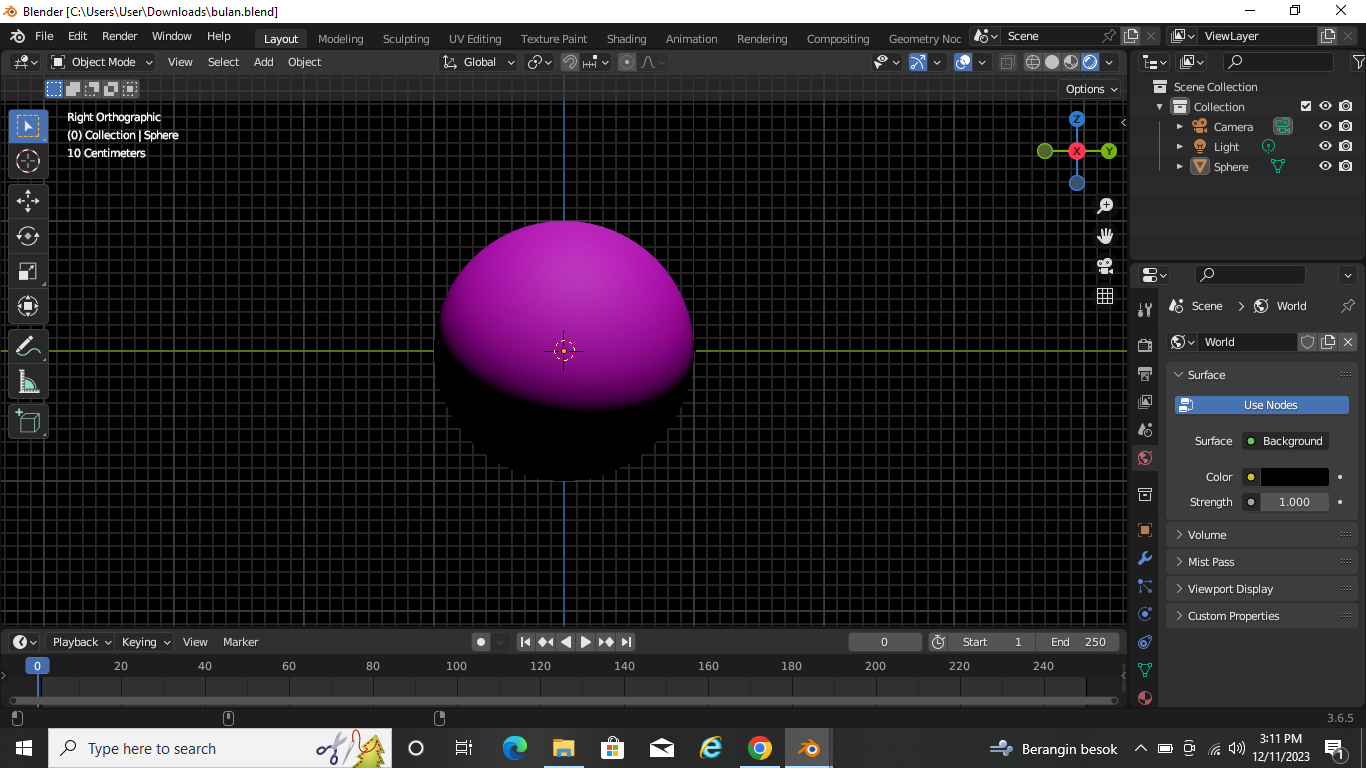 Blender [C:\Users\User\Downloads\bulan.blend]
File Edit Render Window Help Layout Modeling Sculpting UV Editing Texture Paint Shading Animation Rendering Compositing Geometry Noc Scene ViewLayer
Object Mode View Select Add Object Global
Options
Right Orthographic
(0) Collection | Sphere
10 Centimeters
Z
X
Y
Scene Collection
Collection
Camera
Light
Sphere
Scene > World
World
Surface
Use Nodes
Surface Background
Color
Strength 1.000
Volume
Mist Pass
Viewport Display
Custom Properties
Playback Keying View Marker 0 Start 1 End 250
0 20 40 60 80 100 120 140 160 180 200 220 240
3.6.5
Type here to search
Berangin besok
3:11 PM
12/11/2023
1